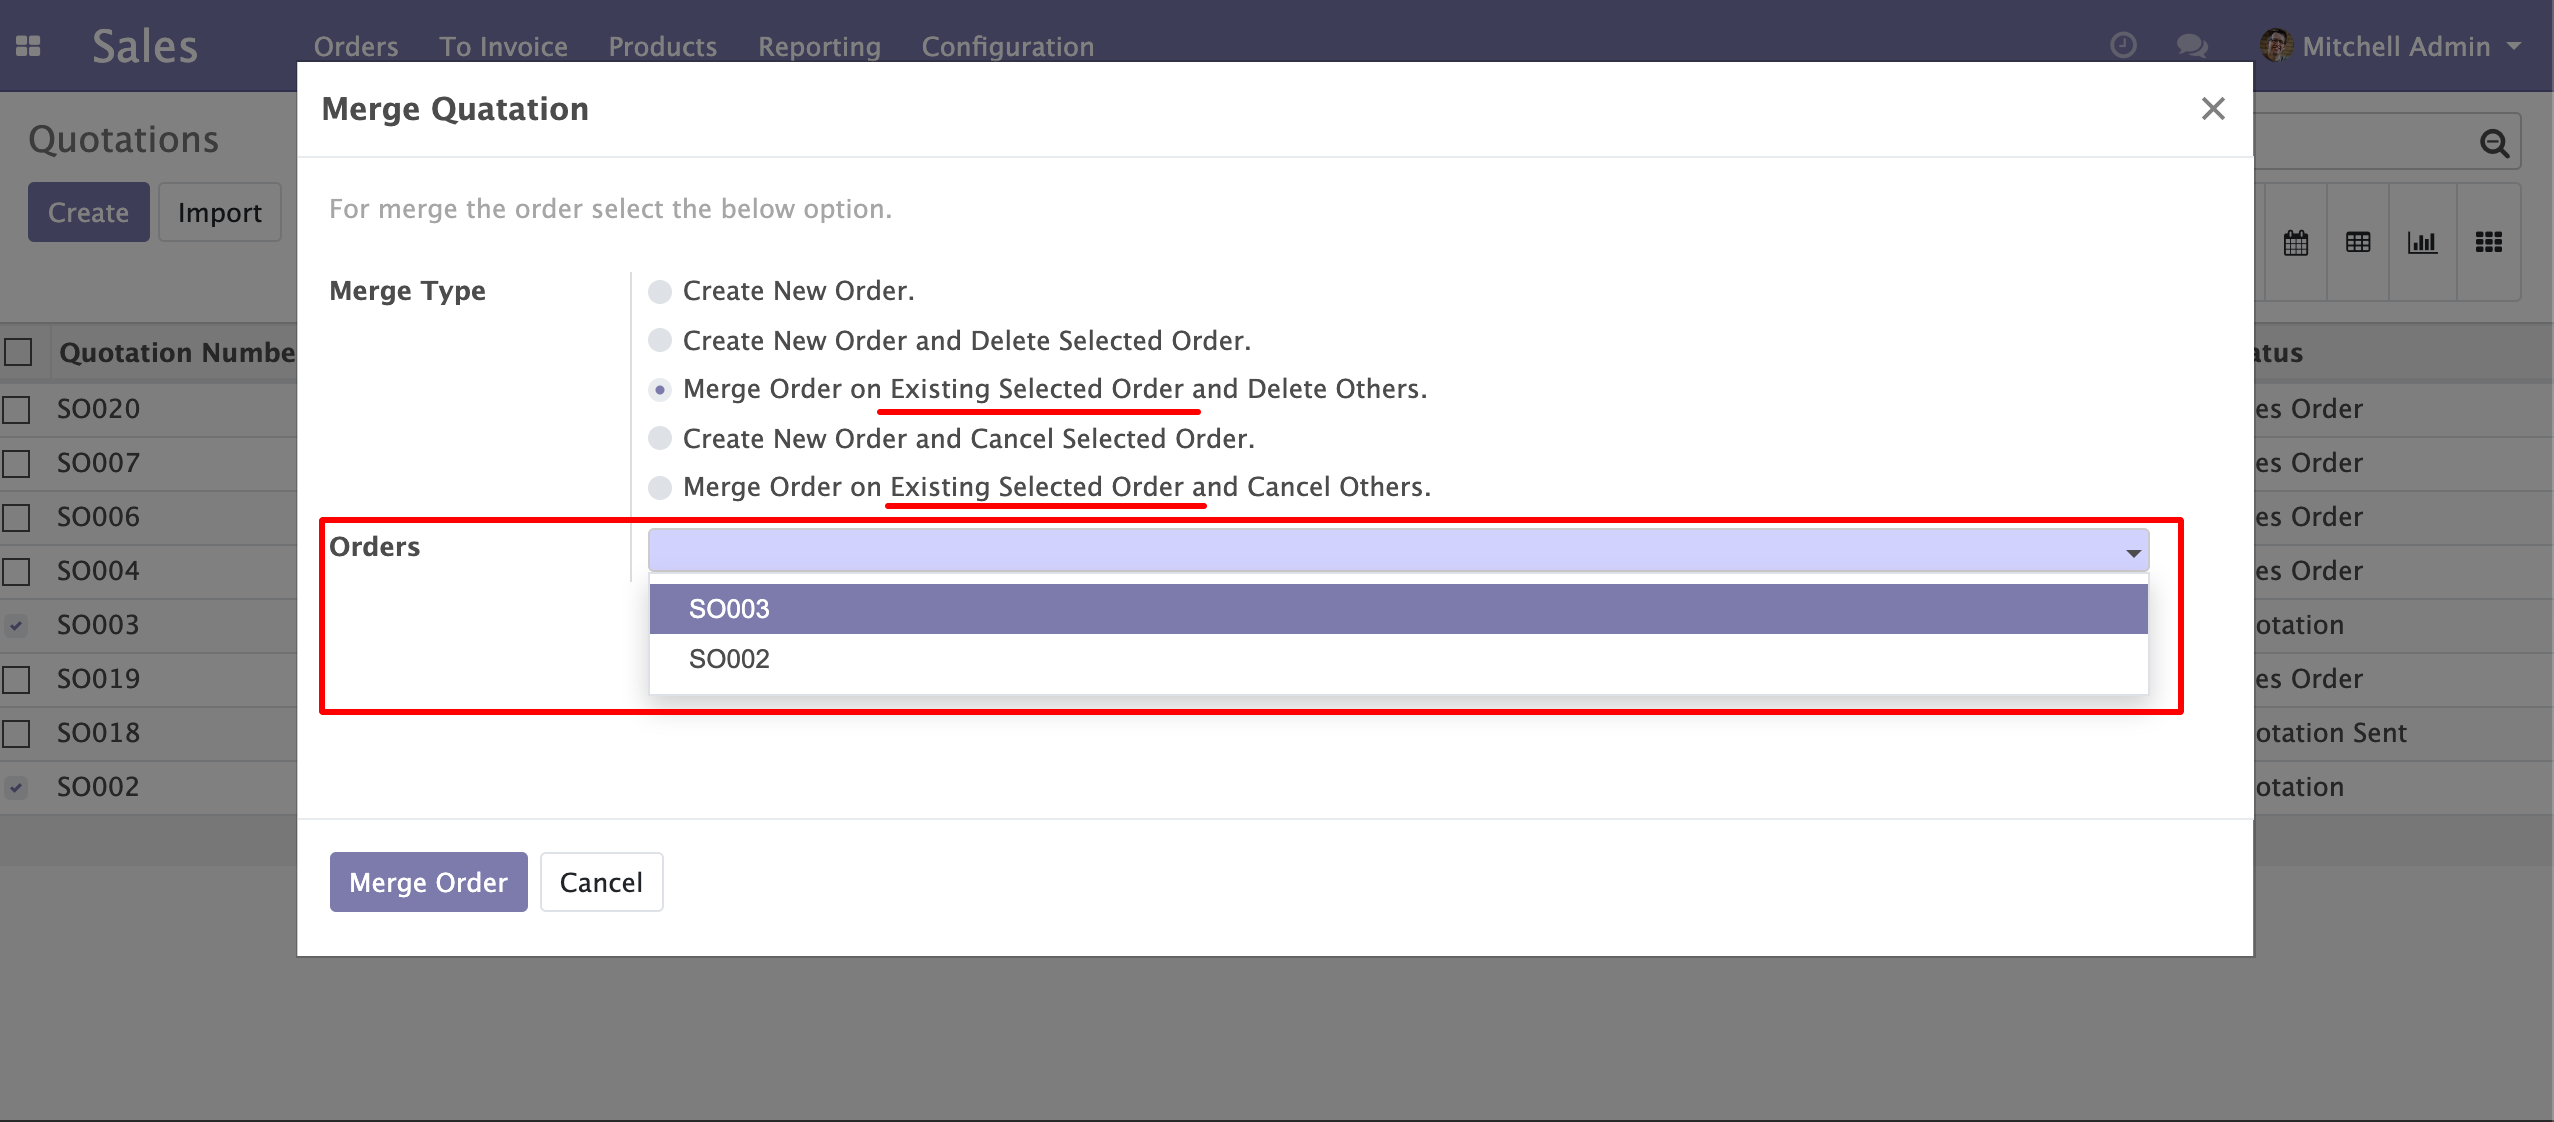 Sales Orders To Invoice Products Reporting Configuration Mitchell Admin
Merge Quatation
Quotations
Create Import
For merge the order select the below option.
Merge Type
Create New Order.
Create New Order and Delete Selected Order.
Merge Order on Existing Selected Order and Delete Others.
Create New Order and Cancel Selected Order.
Merge Order on Existing Selected Order and Cancel Others.
Orders
SO003
SO002
Merge Order Cancel
Quotation Numbe atus
SO020 es Order
SO007 es Order
SO006 es Order
SO004 es Order
SO003 otation
SO019 es Order
SO018 otation Sent
SO002 otation